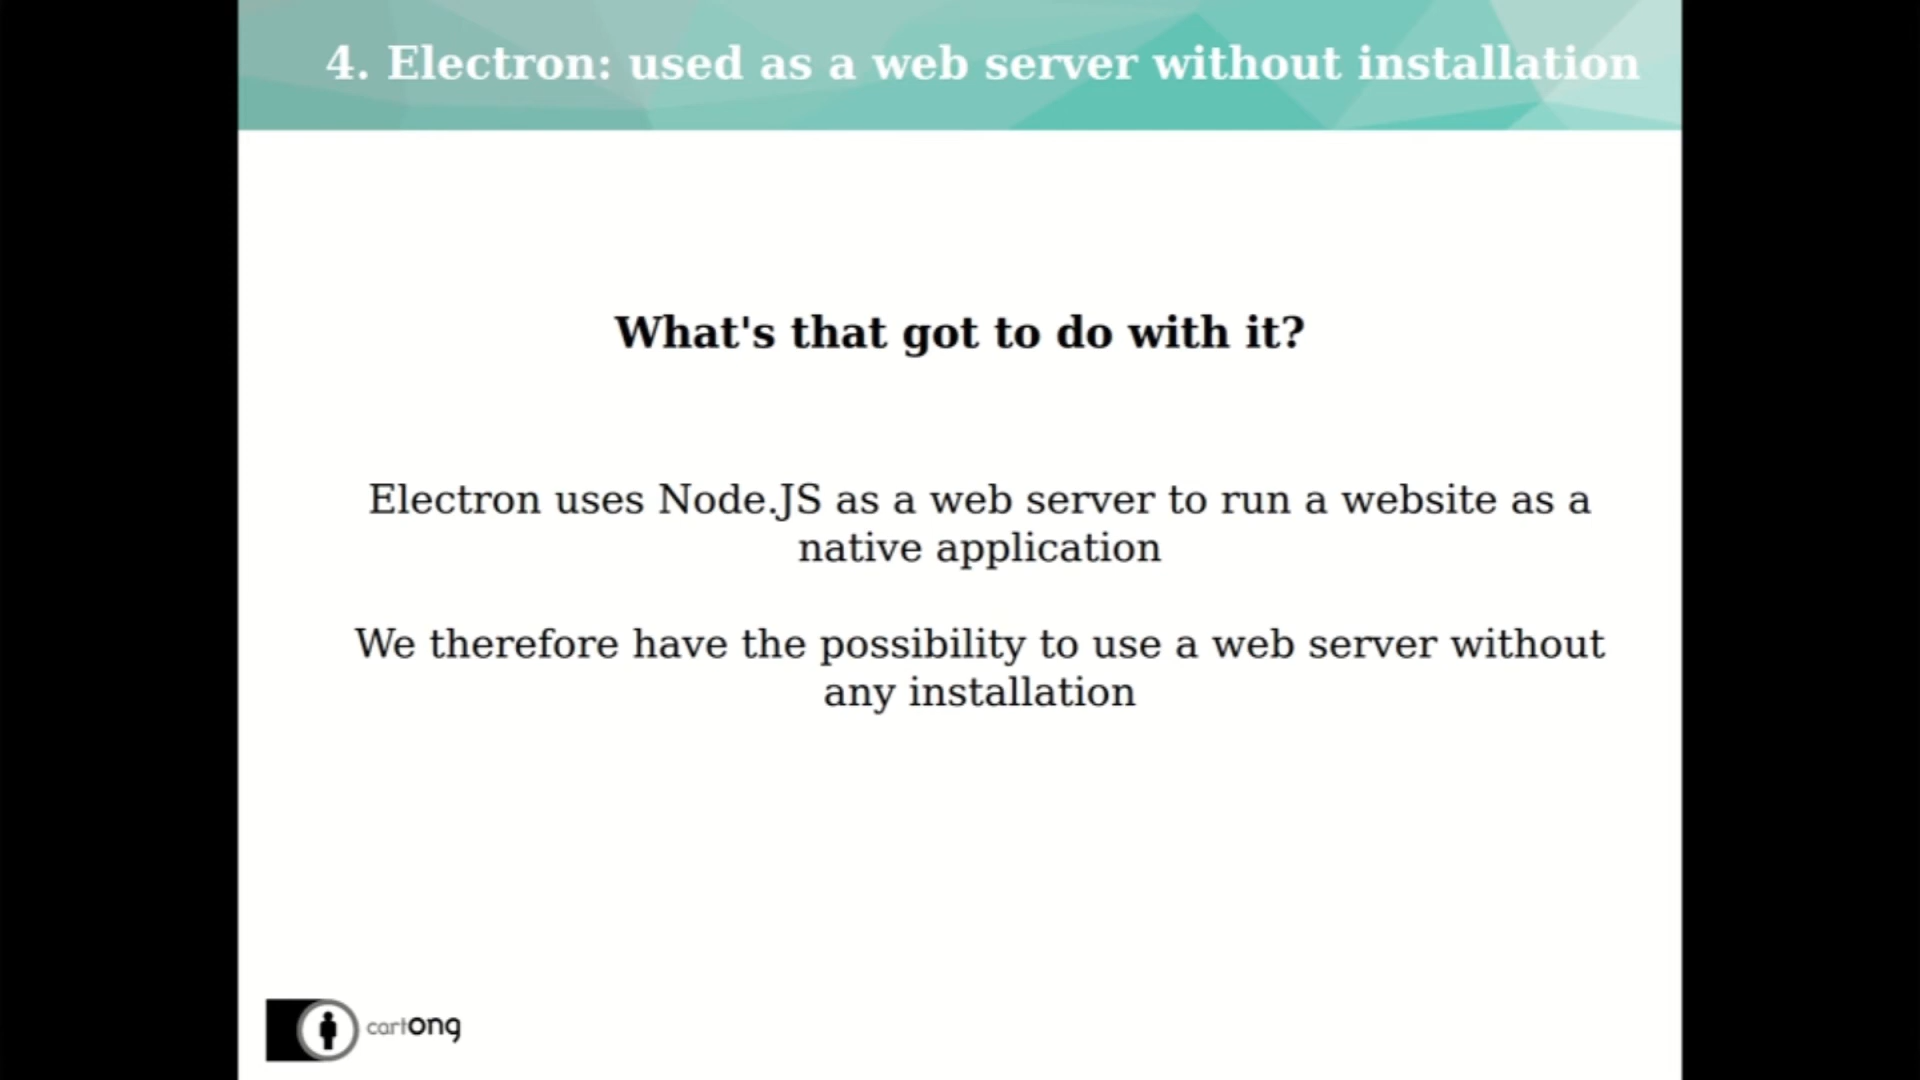 4. Electron: used as a web server without installation
What's that got to do with it?
Electron uses Node.JS as a web server to run a website as a
native application
We therefore have the possibility to use a web server without
any installation
cartong